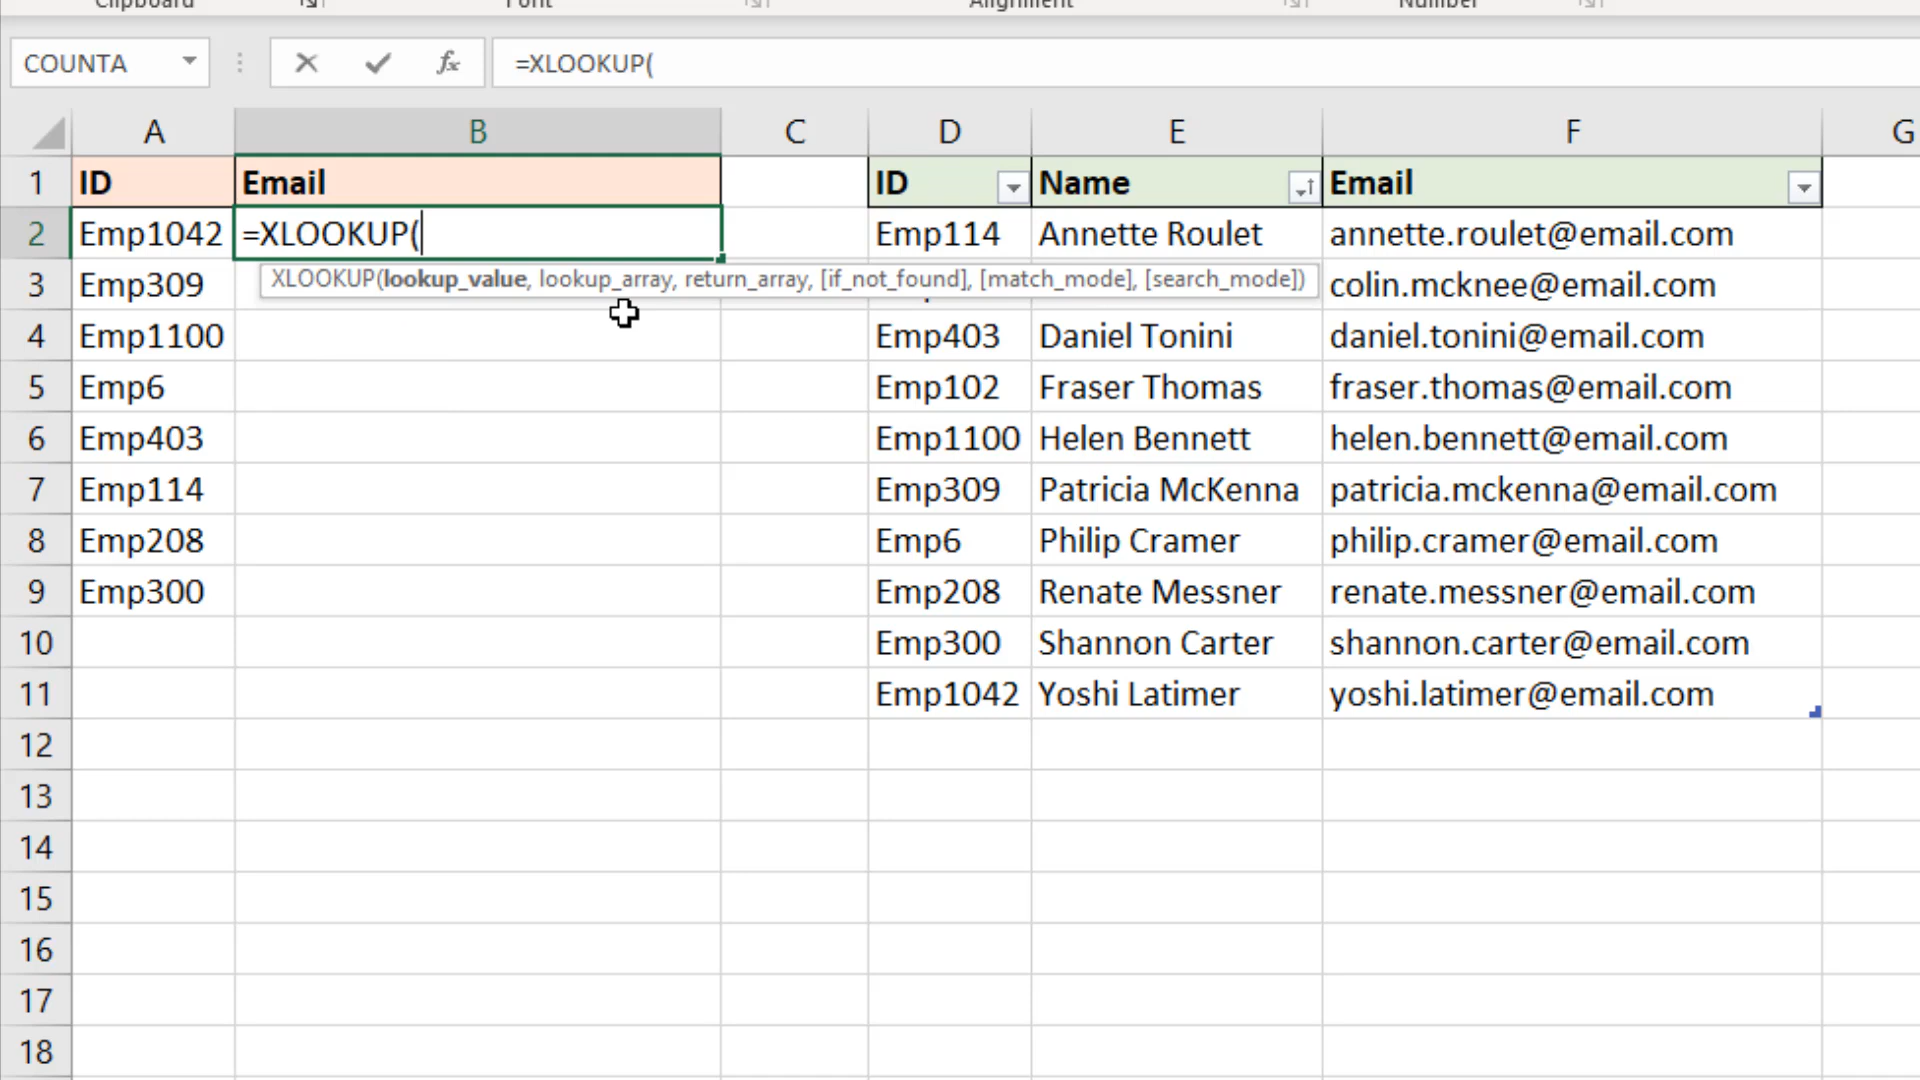 Clipboard Font Alignment Number
COUNTA fx =XLOOKUP(
A B C D E F G
1 ID Email ID Name Email
2 Emp1042 =XLOOKUP( Emp114 Annette Roulet annette.roulet@email.com
XLOOKUP(lookup_value, lookup_array, return_array, [if_not_found], [match_mode], [search_mode])
3 Emp309 colin.mcknee@email.com
4 Emp1100 Emp403 Daniel Tonini daniel.tonini@email.com
5 Emp6 Emp102 Fraser Thomas fraser.thomas@email.com
6 Emp403 Emp1100 Helen Bennett helen.bennett@email.com
7 Emp114 Emp309 Patricia McKenna patricia.mckenna@email.com
8 Emp208 Emp6 Philip Cramer philip.cramer@email.com
9 Emp300 Emp208 Renate Messner renate.messner@email.com
10 Emp300 Shannon Carter shannon.carter@email.com
11 Emp1042 Yoshi Latimer yoshi.latimer@email.com
12
13
14
15
16
17
18